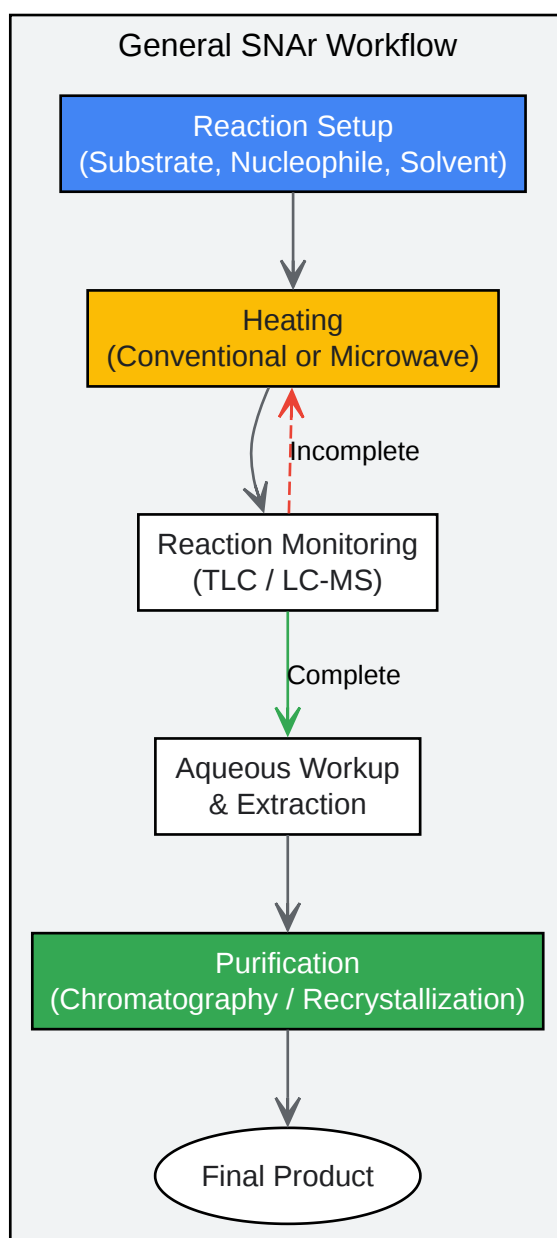 General SNAr Workflow
Reaction Setup
(Substrate, Nucleophile, Solvent)
Heating
(Conventional or Microwave)
Incomplete
Reaction Monitoring
(TLC / LC-MS)
Complete
Aqueous Workup
& Extraction
Purification
(Chromatography / Recrystallization)
Final Product